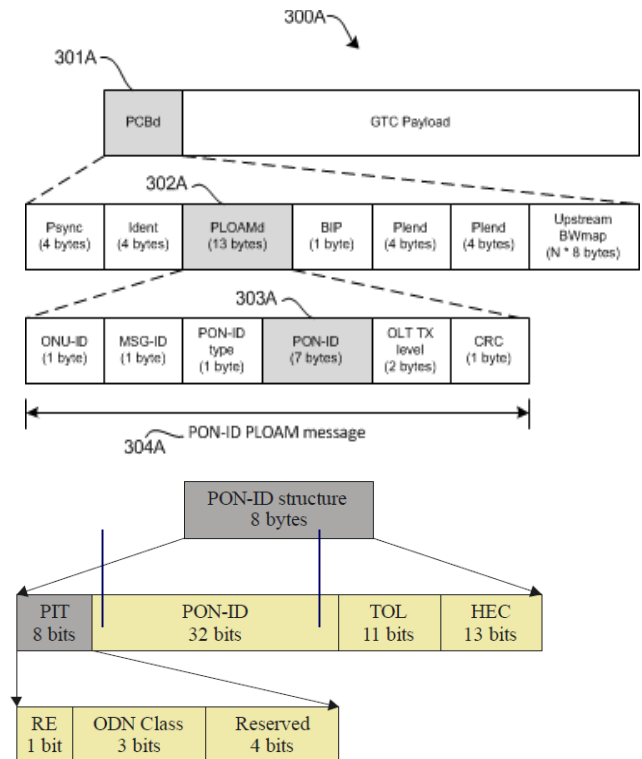 300A
301A
PCBd
GTC Payload
302A
Psync
(4 bytes)
Ident
(4 bytes)
PLOAMd
(13 bytes)
BIP
(1 byte)
Plend
(4 bytes)
Plend
(4 bytes)
Upstream
BWmap
(N * 8 bytes)
303A
ONU-ID
(1 byte)
MSG-ID
(1 byte)
PON-ID
type
(1 byte)
PON-ID
(7 bytes)
OLT TX
level
(2 bytes)
CRC
(1 byte)
304A
PON-ID PLOAM message
PON-ID structure
8 bytes
PIT
8 bits
PON-ID
32 bits
TOL
11 bits
HEC
13 bits
RE
1 bit
ODN Class
3 bits
Reserved
4 bits